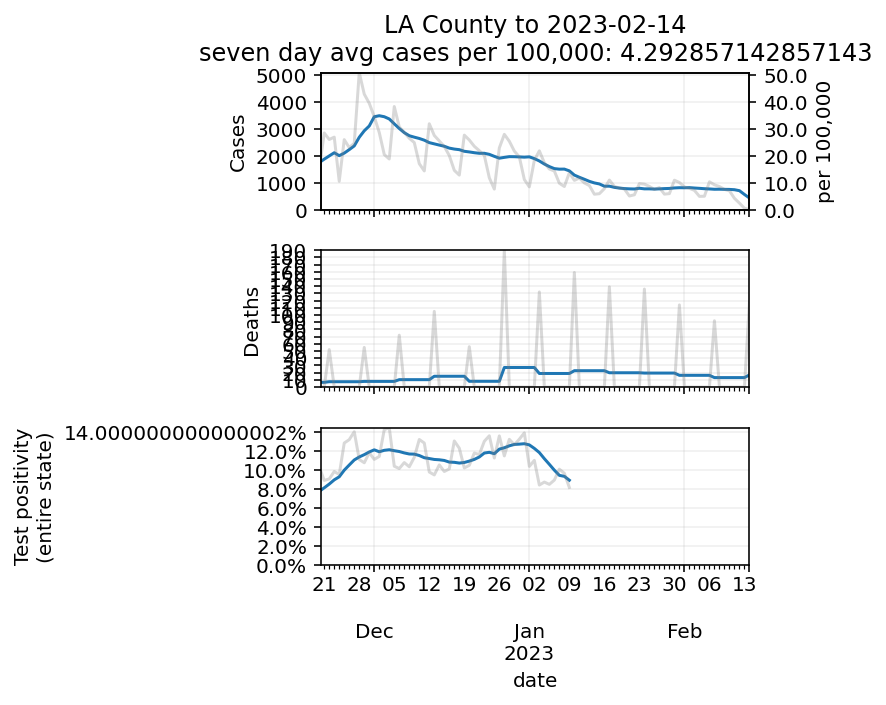 LA County to 2023-02-14
seven day avg cases per 100,000: 4.292857142857143
Cases
5000
4000
3000
2000
1000
0
50.0
40.0
30.0
20.0
10.0
0.0
per 100,000
Deaths
190
0
Test positivity
(entire state)
14.000000000000002%
12.0%
10.0%
8.0%
6.0%
4.0%
2.0%
0.0%
21 28 05 12 19 26 02 09 16 23 30 06 13
Dec Jan Feb
2023
date